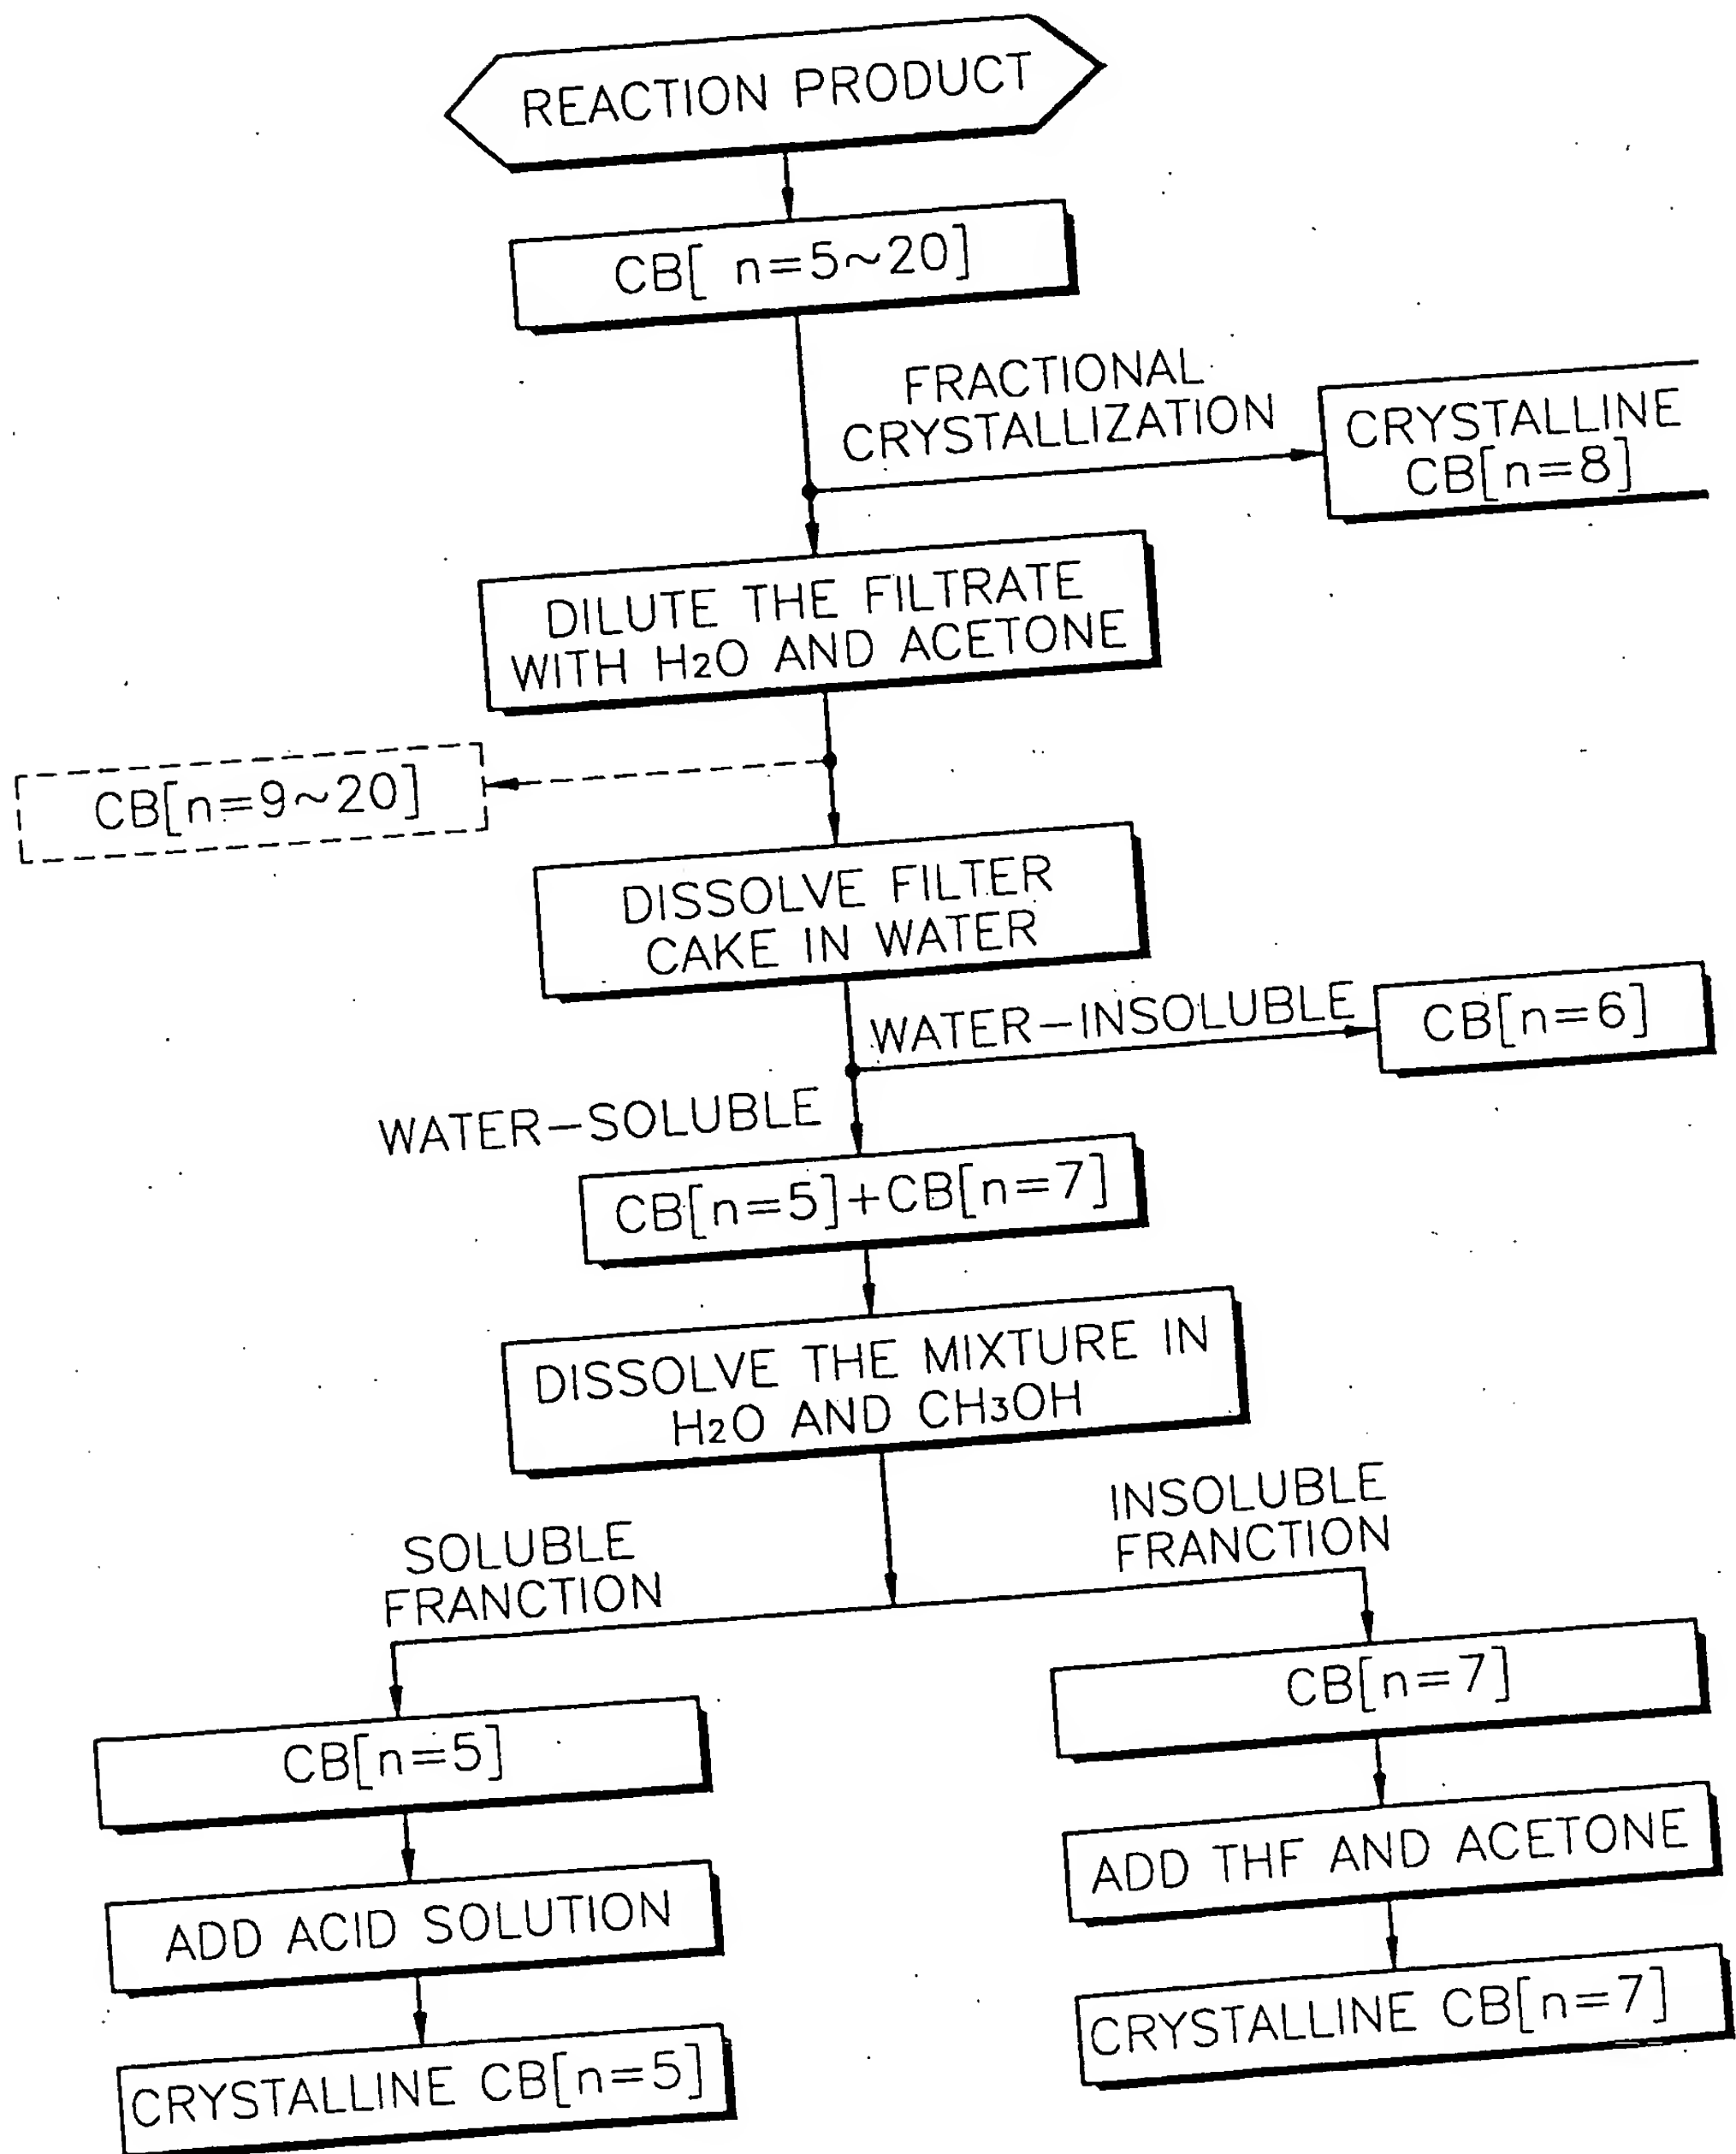 REACTION PRODUCT
CB[ n=5~20]
FRACTIONAL
CRYSTALLIZATION
CRYSTALLINE
CB[n=8]
DILUTE THE FILTRATE
WITH H2O AND ACETONE
CB[n=9~20]
DISSOLVE FILTER
CAKE IN WATER
WATER-INSOLUBLE
CB[n=6]
WATER-SOLUBLE
CB[n=5]+CB[n=7]
DISSOLVE THE MIXTURE IN
H2O AND CH3OH
SOLUBLE
FRANCTION
INSOLUBLE
FRANCTION
CB[n=5]
CB[n=7]
ADD ACID SOLUTION
ADD THF AND ACETONE
CRYSTALLINE CB[n=5]
CRYSTALLINE CB[n=7]